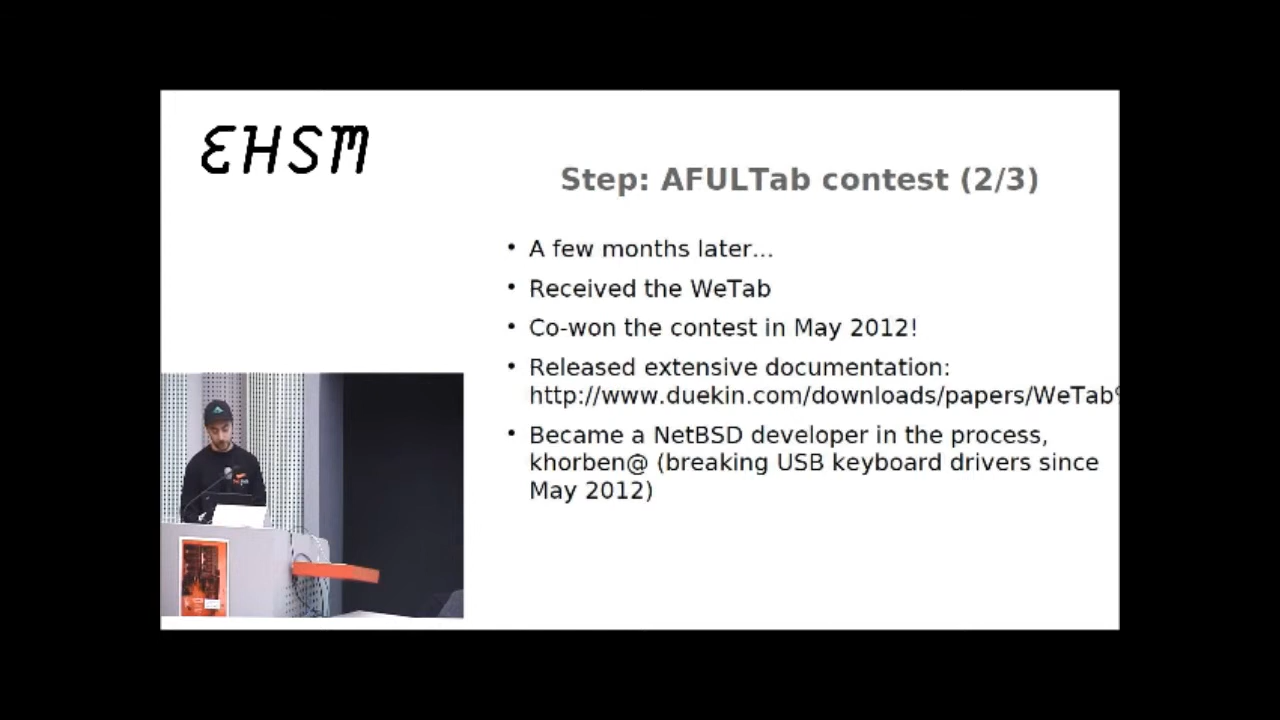 EHSM
Step: AFULTab contest (2/3)
• A few months later...
• Received the WeTab
• Co-won the contest in May 2012!
• Released extensive documentation:
http://www.duekin.com/downloads/papers/WeTab%
• Became a NetBSD developer in the process,
khorben@ (breaking USB keyboard drivers since
May 2012)